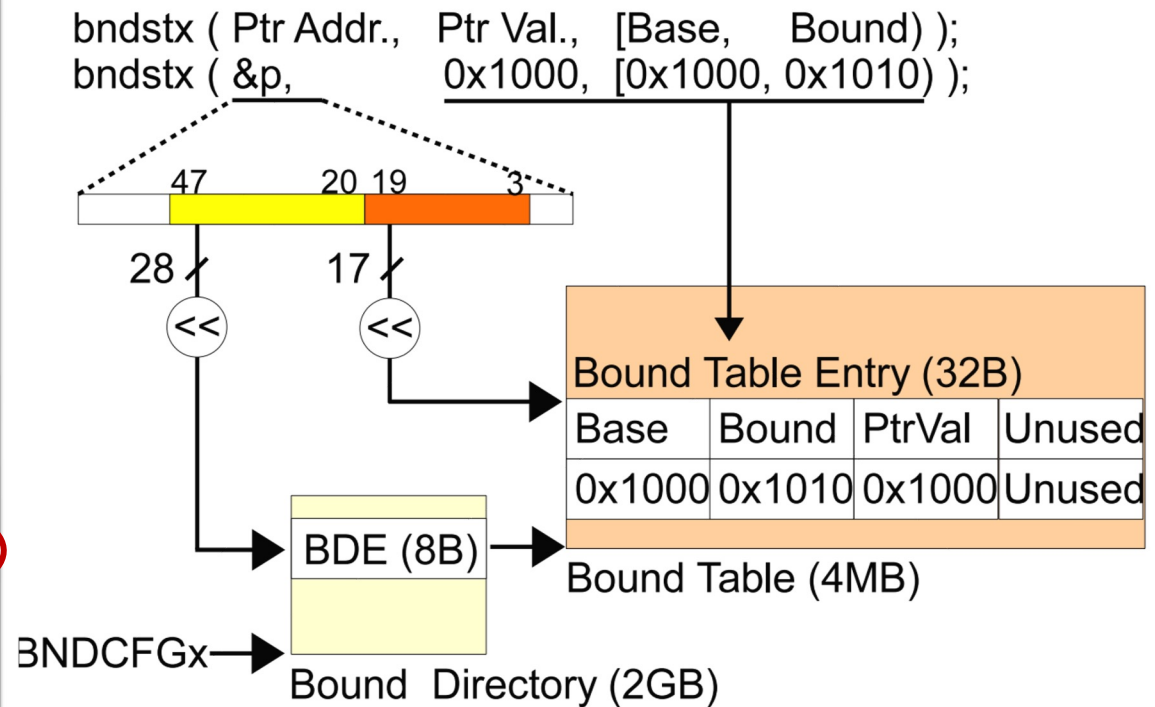 bndstx ( Ptr Addr., Ptr Val., [Base, Bound) );
bndstx ( &p, 0x1000, [0x1000, 0x1010) );
47 20 19 3
28 17
<< <<
Bound Table Entry (32B)
Base Bound PtrVal Unused
0x1000 0x1010 0x1000 Unused
BDE (8B)
Bound Table (4MB)
BNDCFGx
Bound Directory (2GB)